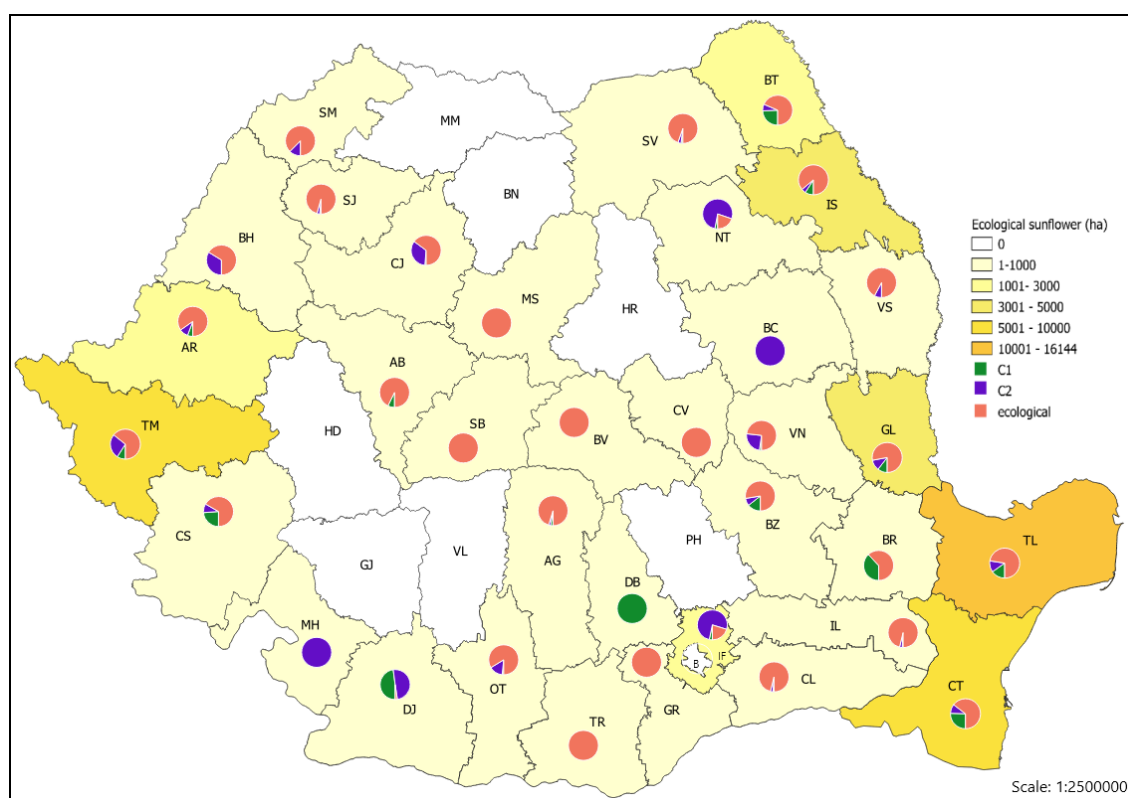 BT
SM
MM
SV
BN
SJ
IS
BH
NT
CJ
MS
HR
VS
BC
AR
AB
TM
HD
SB
BV
CV
VN
GL
CS
BZ
GJ
VL
AG
PH
BR
TL
DB
MH
IL
B
IF
CL
OT
CT
DJ
TR
GR
Ecological sunflower (ha)
0
1-1000
1001- 3000
3001 - 5000
5001 - 10000
10001 - 16144
C1
C2
ecological
Scale: 1:2500000